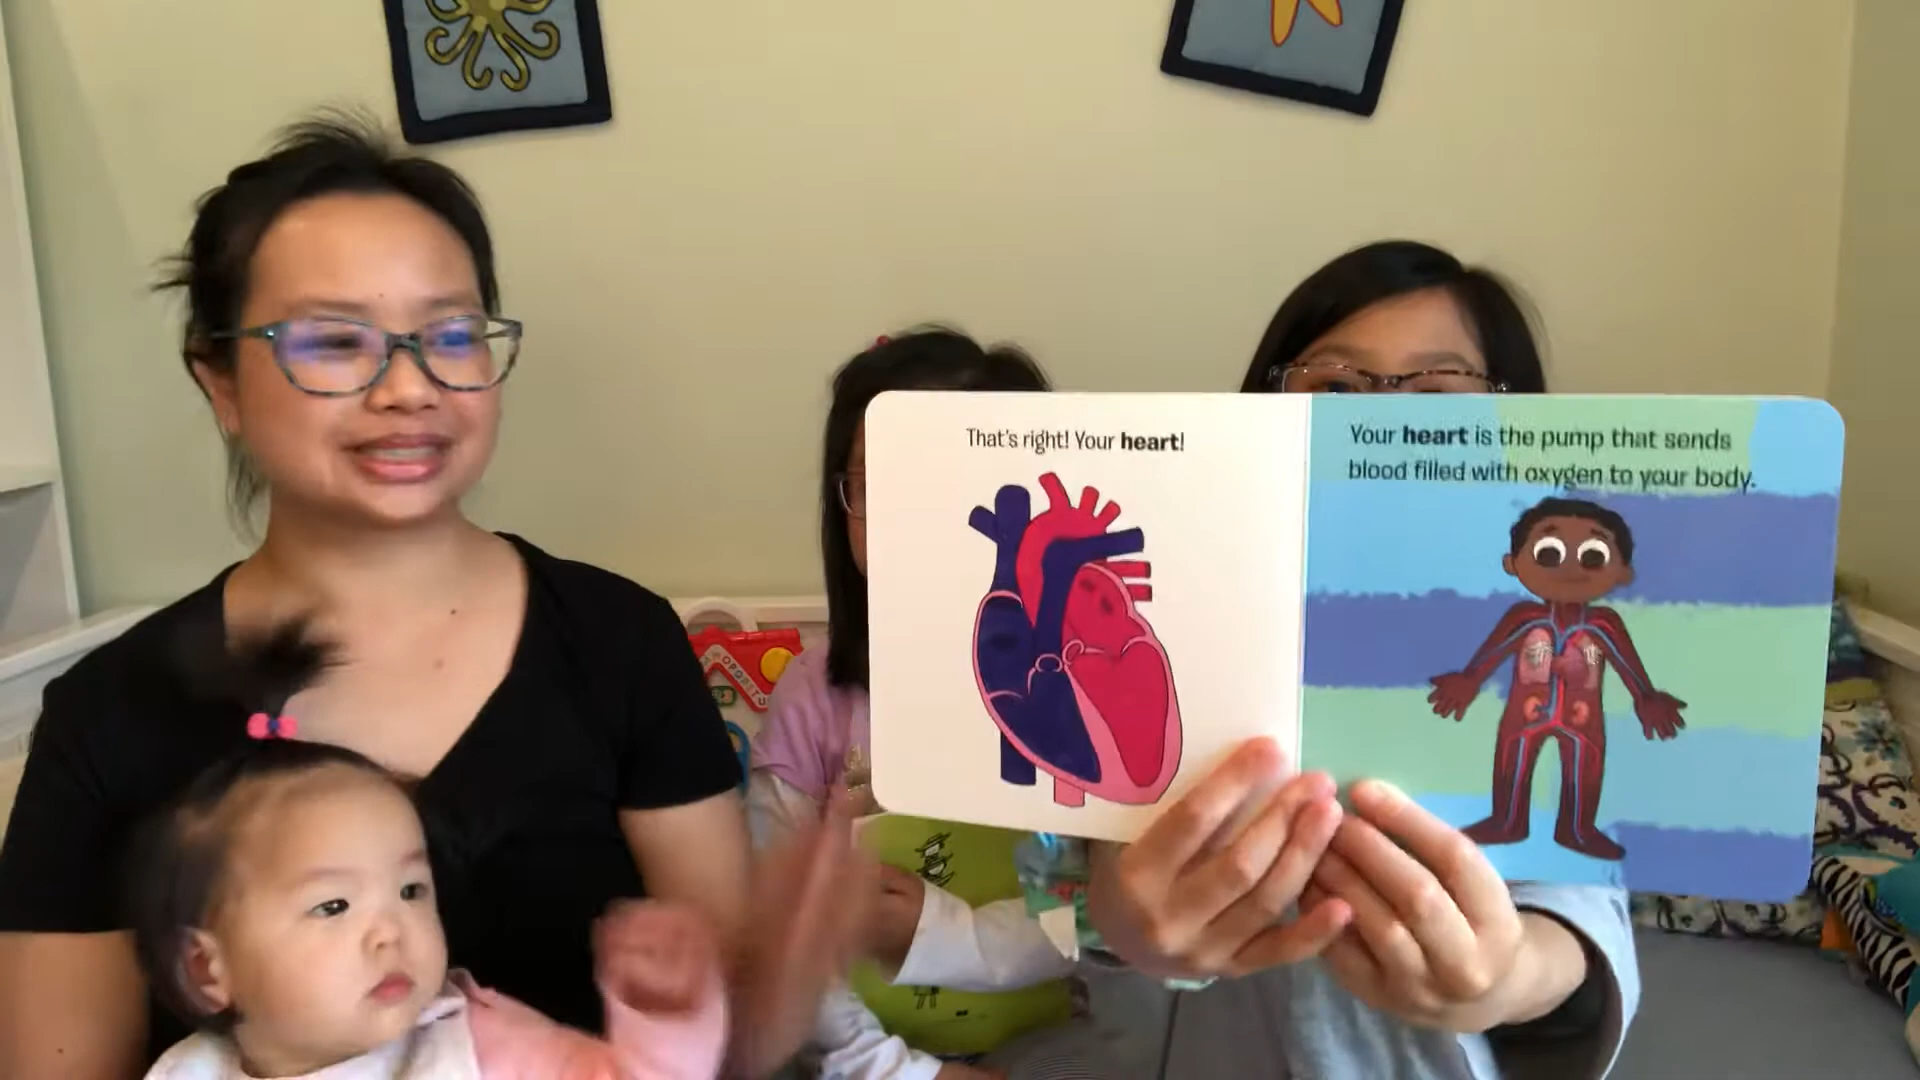 That's right! Your heart!
Your heart is the pump that sends
blood filled with oxygen to your body.